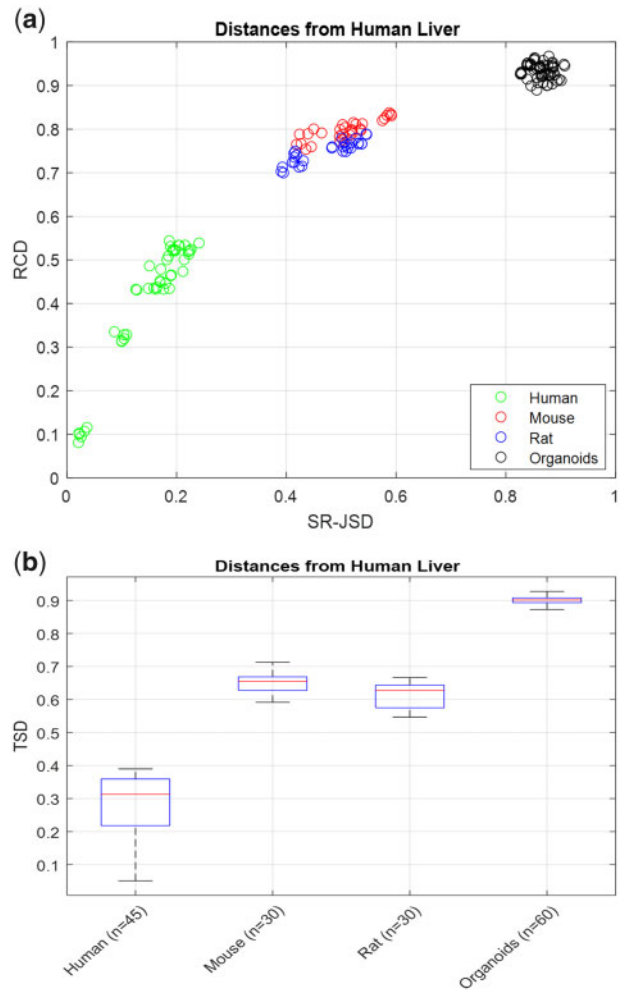 (a)
Distances from Human Liver
1
0.9
0.8
0.7
0.6
0.5
0.4
0.3
0.2
0.1
0
RCD
0 0.2 0.4 0.6 0.8 1
SR-JSD
Human
Mouse
Rat
Organoids
(b)
Distances from Human Liver
0.9
0.8
0.7
0.6
0.5
0.4
0.3
0.2
0.1
TSD
Human (n=45)
Mouse (n=30)
Rat (n=30)
Organoids (n=60)